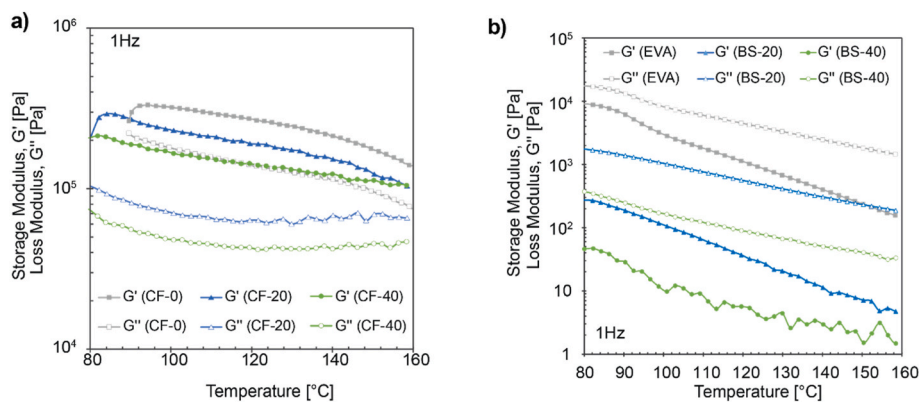 a)
1Hz
Storage Modulus, G' [Pa]
Loss Modulus, G" [Pa]
10⁶
10⁵
10⁴
G' (CF-0) G' (CF-20) G' (CF-40)
G" (CF-0) G" (CF-20) G" (CF-40)
80 100 120 140 160
Temperature [°C]
b)
Storage Modulus, G' [Pa]
Loss Modulus, G" [Pa]
10⁵
10⁴
10³
10²
10
1
G' (EVA) G' (BS-20) G' (BS-40)
G" (EVA) G" (BS-20) G" (BS-40)
1Hz
80 90 100 110 120 130 140 150 160
Temperature [°C]